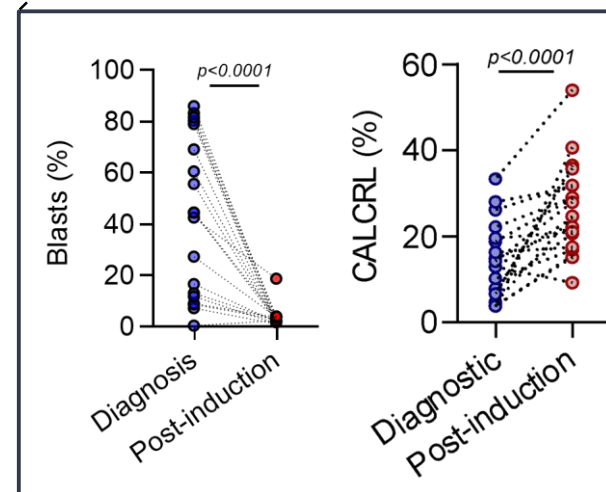 p<0.0001
Blasts (%)
100
80
60
40
20
0
Diagnosis
Post-induction
p<0.0001
CALCRL (%)
60
40
20
0
Diagnostic
Post-induction